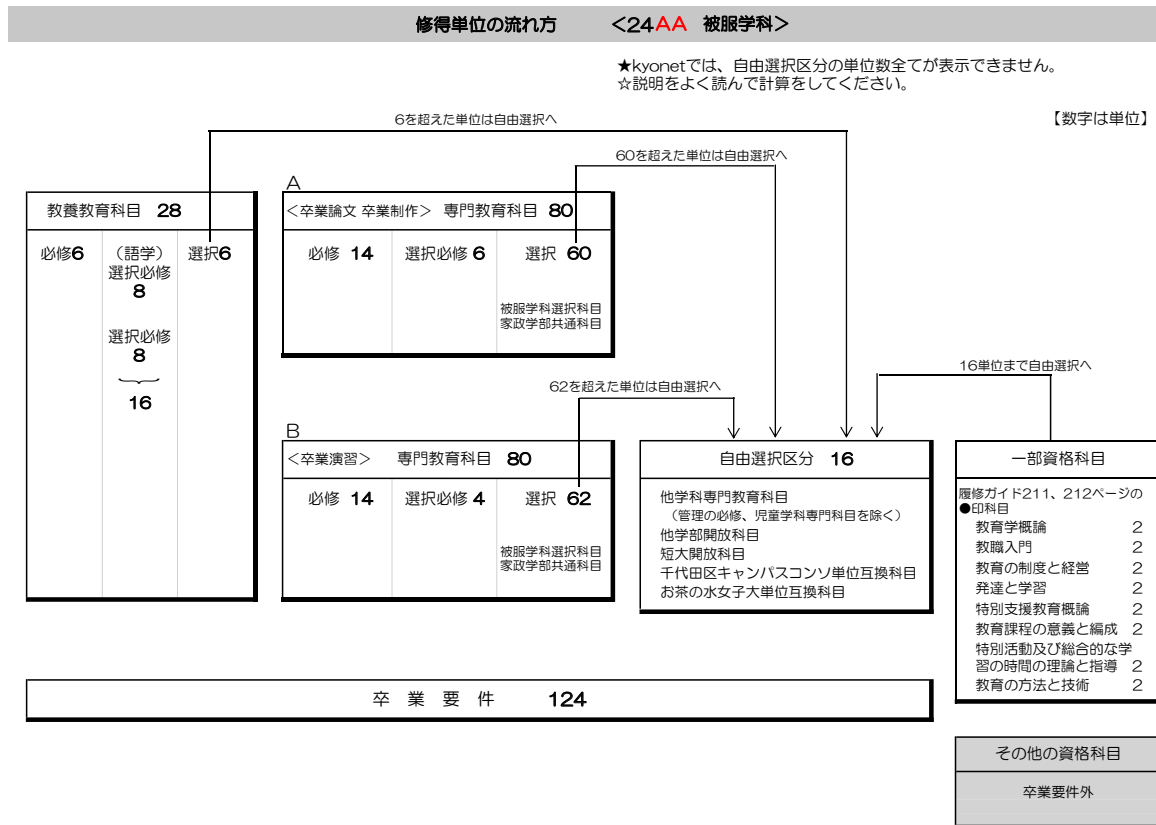 修得単位の流れ方　　　＜24AA 被服学科＞
★kyonetでは、自由選択区分の単位数全てが表示できません。
☆説明をよく読んで計算をしてください。
【数字は単位】
6を超えた単位は自由選択へ
60を超えた単位は自由選択へ
教養教育科目 28
必修6
（語学）
選択必修
8
選択必修
8
16
選択6
A
＜卒業論文 卒業制作＞ 専門教育科目 80
必修 14
選択必修 6
選択 60
被服学科選択科目
家政学部共通科目
62を超えた単位は自由選択へ
16単位まで自由選択へ
B
＜卒業演習＞ 専門教育科目 80
必修 14
選択必修 4
選択 62
被服学科選択科目
家政学部共通科目
自由選択区分 16
他学科専門教育科目
（管理の必修、児童学科専門科目を除く）
他学部開放科目
短大開放科目
千代田区キャンパスコンソ単位互換科目
お茶の水女子大単位互換科目
一部資格科目
履修ガイド211、212ページの
●印科目
教育学概論 2
教職入門 2
教育の制度と経営 2
発達と学習 2
特別支援教育概論 2
教育課程の意義と編成 2
特別活動及び総合的な学
習の時間の理論と指導 2
教育の方法と技術 2
卒 業 要 件 124
その他の資格科目
卒業要件外